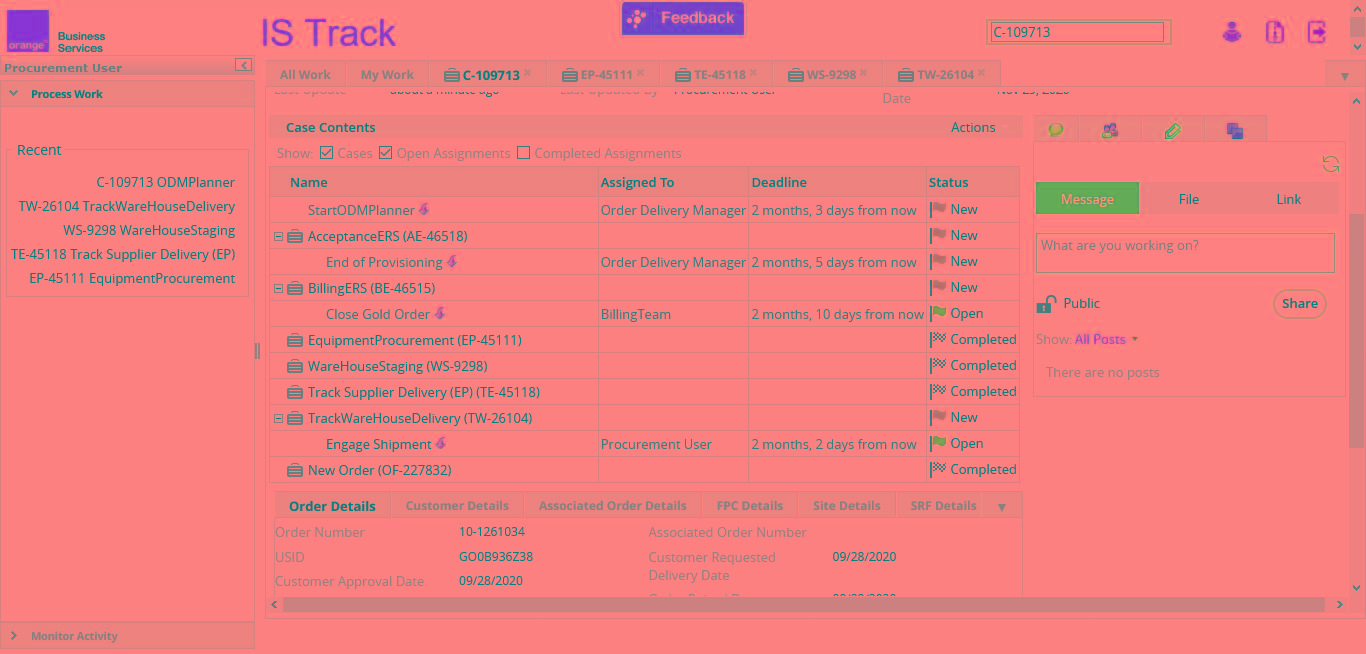 orange™ Business Services
IS Track
Feedback
C-109713
Procurement User
Process Work
Recent
C-109713 ODMPlanner
TW-26104 TrackWareHouseDelivery
WS-9298 WareHouseStaging
TE-45118 Track Supplier Delivery (EP)
EP-45111 EquipmentProcurement
Monitor Activity
All Work My Work C-109713 × EP-45111 × TE-45118 × WS-9298 × TW-26104 ×
Last Update about a minute ago Last Updated By Procurement User Date Nov 29, 2020
Case Contents Actions
Show: Cases Open Assignments Completed Assignments
Name Assigned To Deadline Status
StartODMPlanner Order Delivery Manager 2 months, 3 days from now New
AcceptanceERS (AE-46518) New
End of Provisioning Order Delivery Manager 2 months, 5 days from now New
BillingERS (BE-46515) New
Close Gold Order BillingTeam 2 months, 10 days from now Open
EquipmentProcurement (EP-45111) Completed
WareHouseStaging (WS-9298) Completed
Track Supplier Delivery (EP) (TE-45118) Completed
TrackWareHouseDelivery (TW-26104) New
Engage Shipment Procurement User 2 months, 2 days from now Open
New Order (OF-227832) Completed
Order Details Customer Details Associated Order Details FPC Details Site Details SRF Details
Order Number 10-1261034 Associated Order Number
USID GO0B936Z38 Customer Requested Delivery Date 09/28/2020
Customer Approval Date 09/28/2020
Message File Link
What are you working on?
Public Share
Show: All Posts
There are no posts